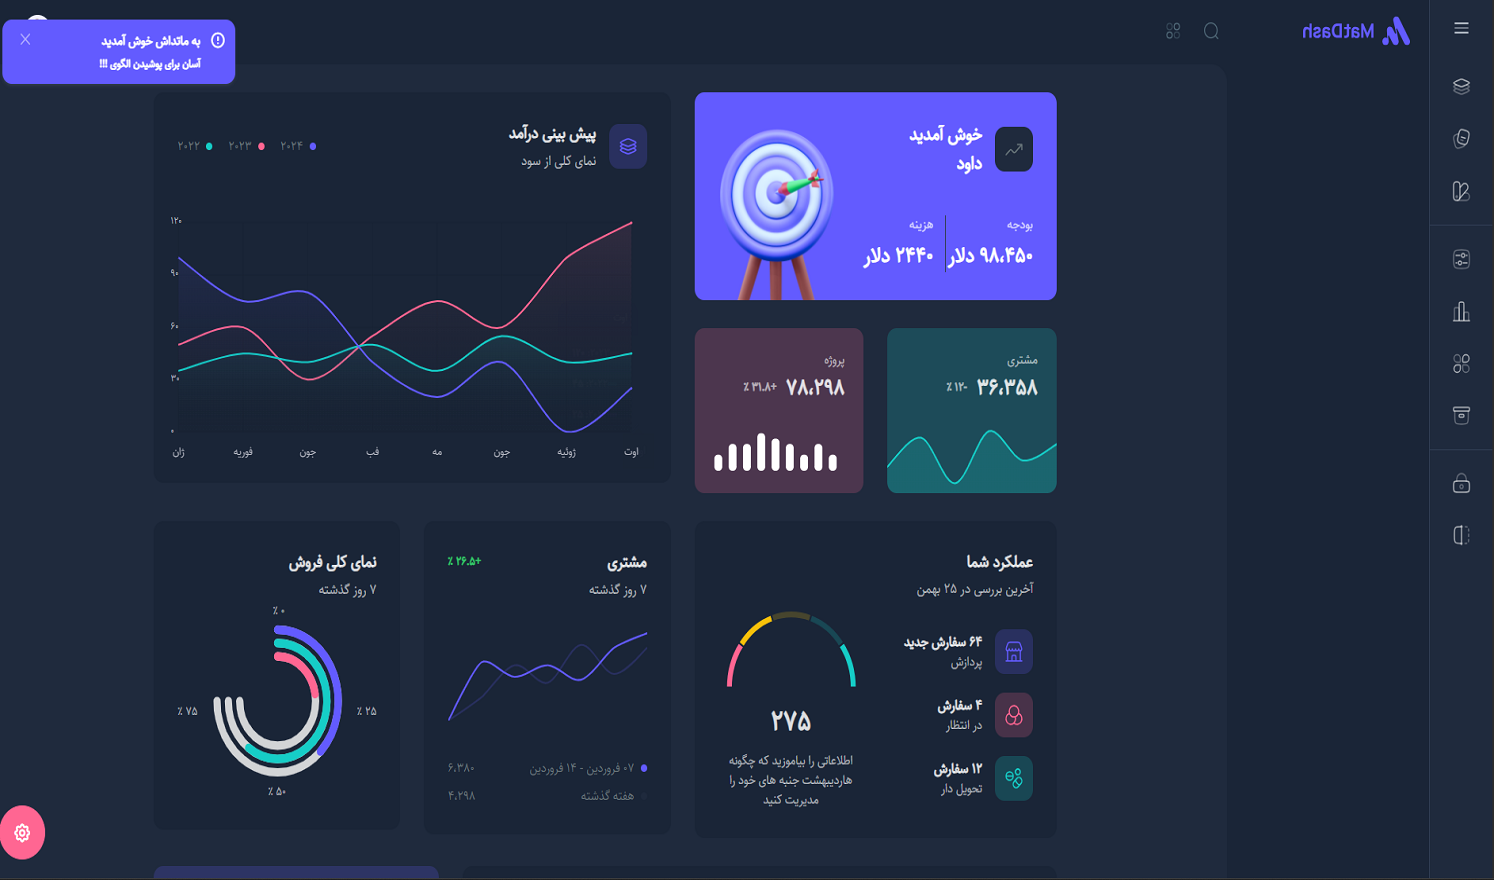 MatDash
به ماتداش خوش آمدید
آسان برای پوشیدن الگوی !!!
خوش آمدید
داود
بودجه
۹۸،۴۵۰ دلار
هزینه
۲۴۴۰ دلار
پیش بینی درآمد
نمای کلی از سود
۲۰۲۴
۲۰۲۳
۲۰۲۲
۱۲۰
۹۰
۶۰
۳۰
۰
ژان
فوریه
جون
قب
مه
جون
ژوئیه
اوت
مشتری
۳۶،۳۵۸
-۱۲ ٪
پروژه
۷۸،۲۹۸
+۳۱.۸ ٪
عملکرد شما
آخرین بررسی در ۲۵ بهمن
۶۴ سفارش جدید
پردازش
۴ سفارش
در انتظار
۱۲ سفارش
تحویل دار
۲۷۵
اطلاعاتی را بیاموزید که چگونه
هاردیبهشت جنبه های خود را
مدیریت کنید
مشتری
+۲۶.۵ ٪
۷ روز گذشته
۰۷ فروردین - ۱۴ فروردین
۶،۳۸۰
هفته گذشته
۴،۲۹۸
نمای کلی فروش
۷ روز گذشته
۰ ٪
۲۵ ٪
۵۰ ٪
۷۵ ٪